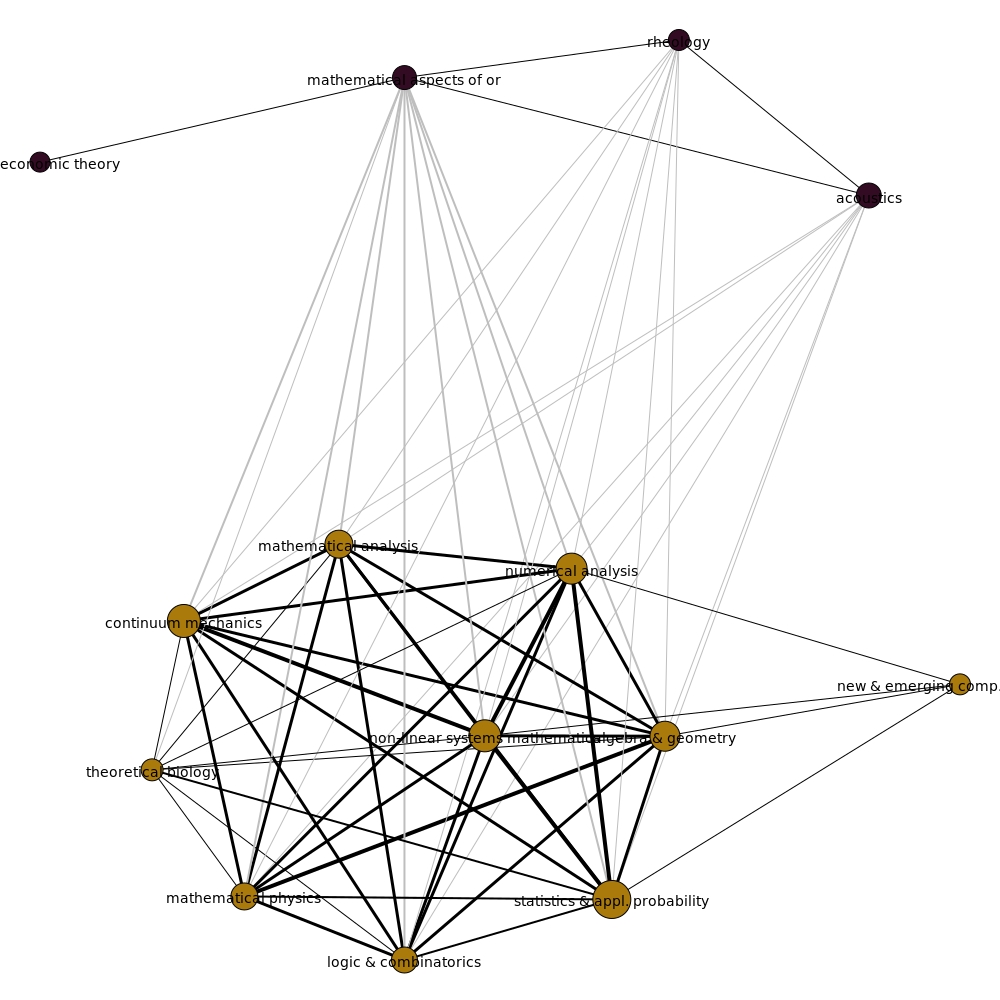 rheology
mathematical aspects of or
economic theory
acoustics
mathematical analysis
numerical analysis
continuum mechanics
new & emerging comp.
non-linear systems mathematical
algebra & geometry
theoretical biology
mathematical physics
statistics & appl. probability
logic & combinatorics